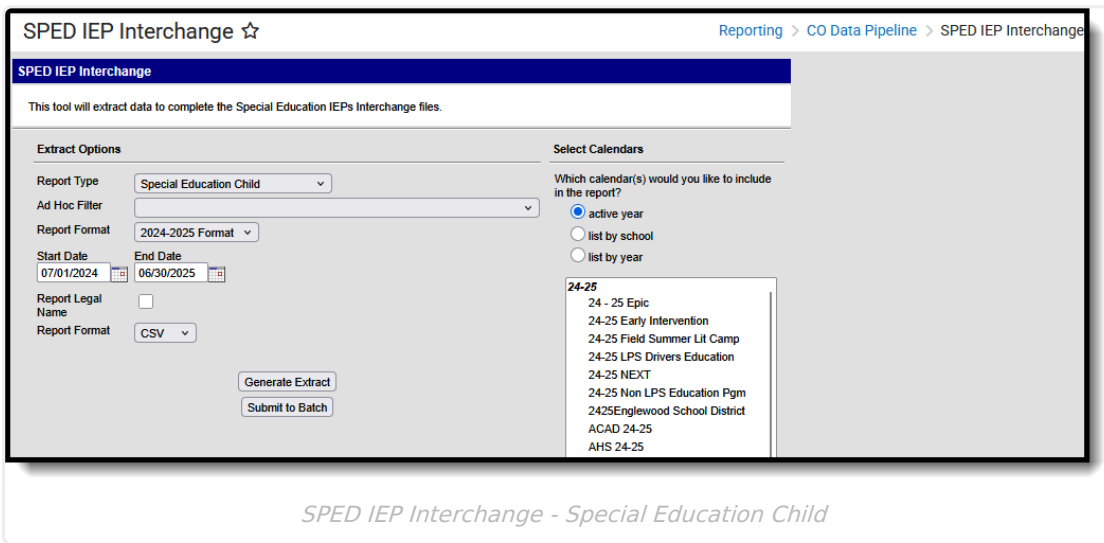 SPED IEP Interchange ☆
Reporting > CO Data Pipeline > SPED IEP Interchange
SPED IEP Interchange
This tool will extract data to complete the Special Education IEPs Interchange files.
Extract Options
Report Type
Special Education Child
Ad Hoc Filter
Report Format
2024-2025 Format
Start Date
End Date
07/01/2024
06/30/2025
Report Legal
Name
Report Format
CSV
Generate Extract
Submit to Batch
Select Calendars
Which calendar(s) would you like to include
in the report?
active year
list by school
list by year
24-25
24 - 25 Epic
24-25 Early Intervention
24-25 Field Summer Lit Camp
24-25 LPS Drivers Education
24-25 NEXT
24-25 Non LPS Education Pgm
2425Englewood School District
ACAD 24-25
AHS 24-25
SPED IEP Interchange - Special Education Child